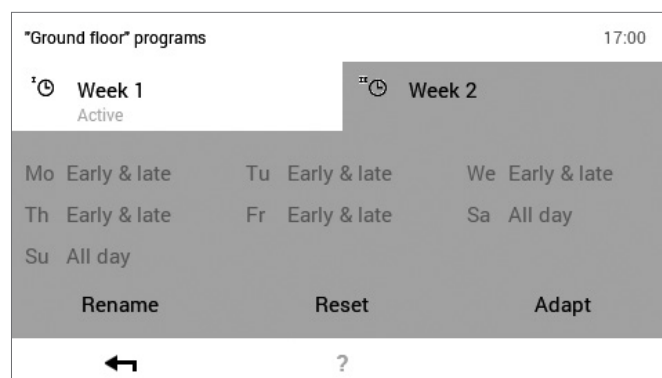 "Ground floor" programs 17:00
I Week 1 II Week 2
Active
Mo Early & late Tu Early & late We Early & late
Th Early & late Fr Early & late Sa All day
Su All day
Rename Reset Adapt
?